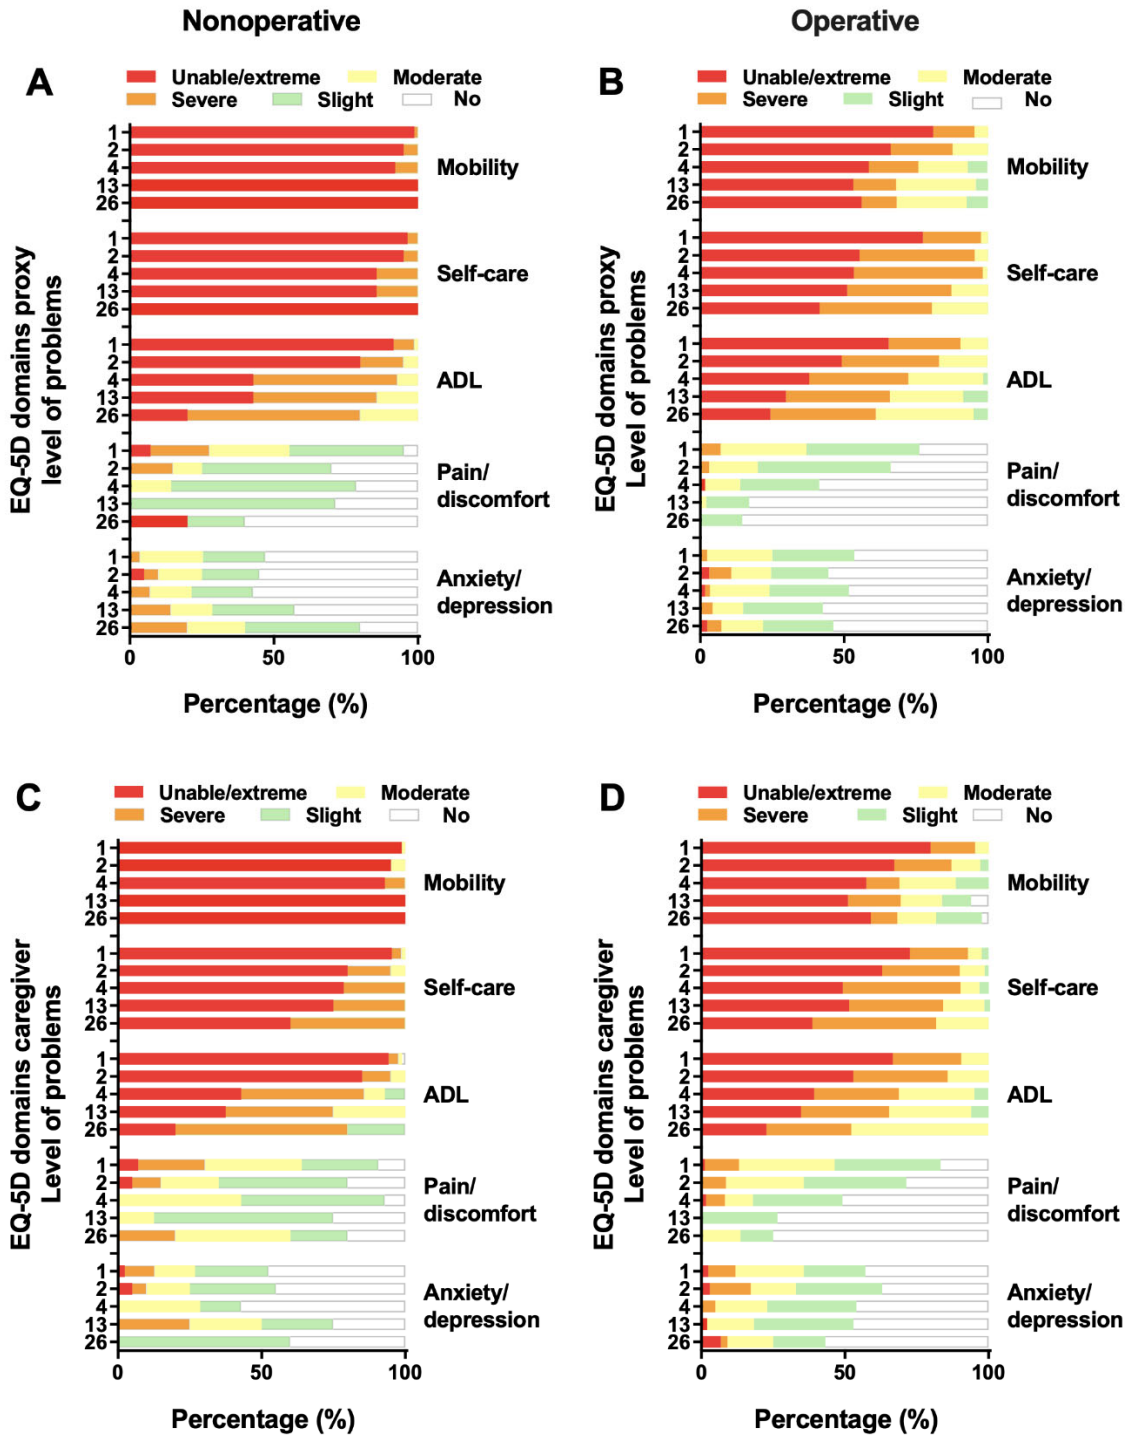 Nonoperative
Operative
A
Unable/extreme
Moderate
Severe
Slight
No
EQ-5D domains proxy
level of problems
1
2
4
13
26
Mobility
1
2
4
13
26
Self-care
1
2
4
13
26
ADL
1
2
4
13
26
Pain/
discomfort
1
2
4
13
26
Anxiety/
depression
0
50
100
Percentage (%)
B
Unable/extreme
Moderate
Severe
Slight
No
EQ-5D domains proxy
Level of problems
1
2
4
13
26
Mobility
1
2
4
13
26
Self-care
1
2
4
13
26
ADL
1
2
4
13
26
Pain/
discomfort
1
2
4
13
26
Anxiety/
depression
0
50
100
Percentage (%)
C
Unable/extreme
Moderate
Severe
Slight
No
EQ-5D domains caregiver
Level of problems
1
2
4
13
26
Mobility
1
2
4
13
26
Self-care
1
2
4
13
26
ADL
1
2
4
13
26
Pain/
discomfort
1
2
4
13
26
Anxiety/
depression
0
50
100
Percentage (%)
D
Unable/extreme
Moderate
Severe
Slight
No
EQ-5D domains caregiver
Level of problems
1
2
4
13
26
Mobility
1
2
4
13
26
Self-care
1
2
4
13
26
ADL
1
2
4
13
26
Pain/
discomfort
1
2
4
13
26
Anxiety/
depression
0
50
100
Percentage (%)